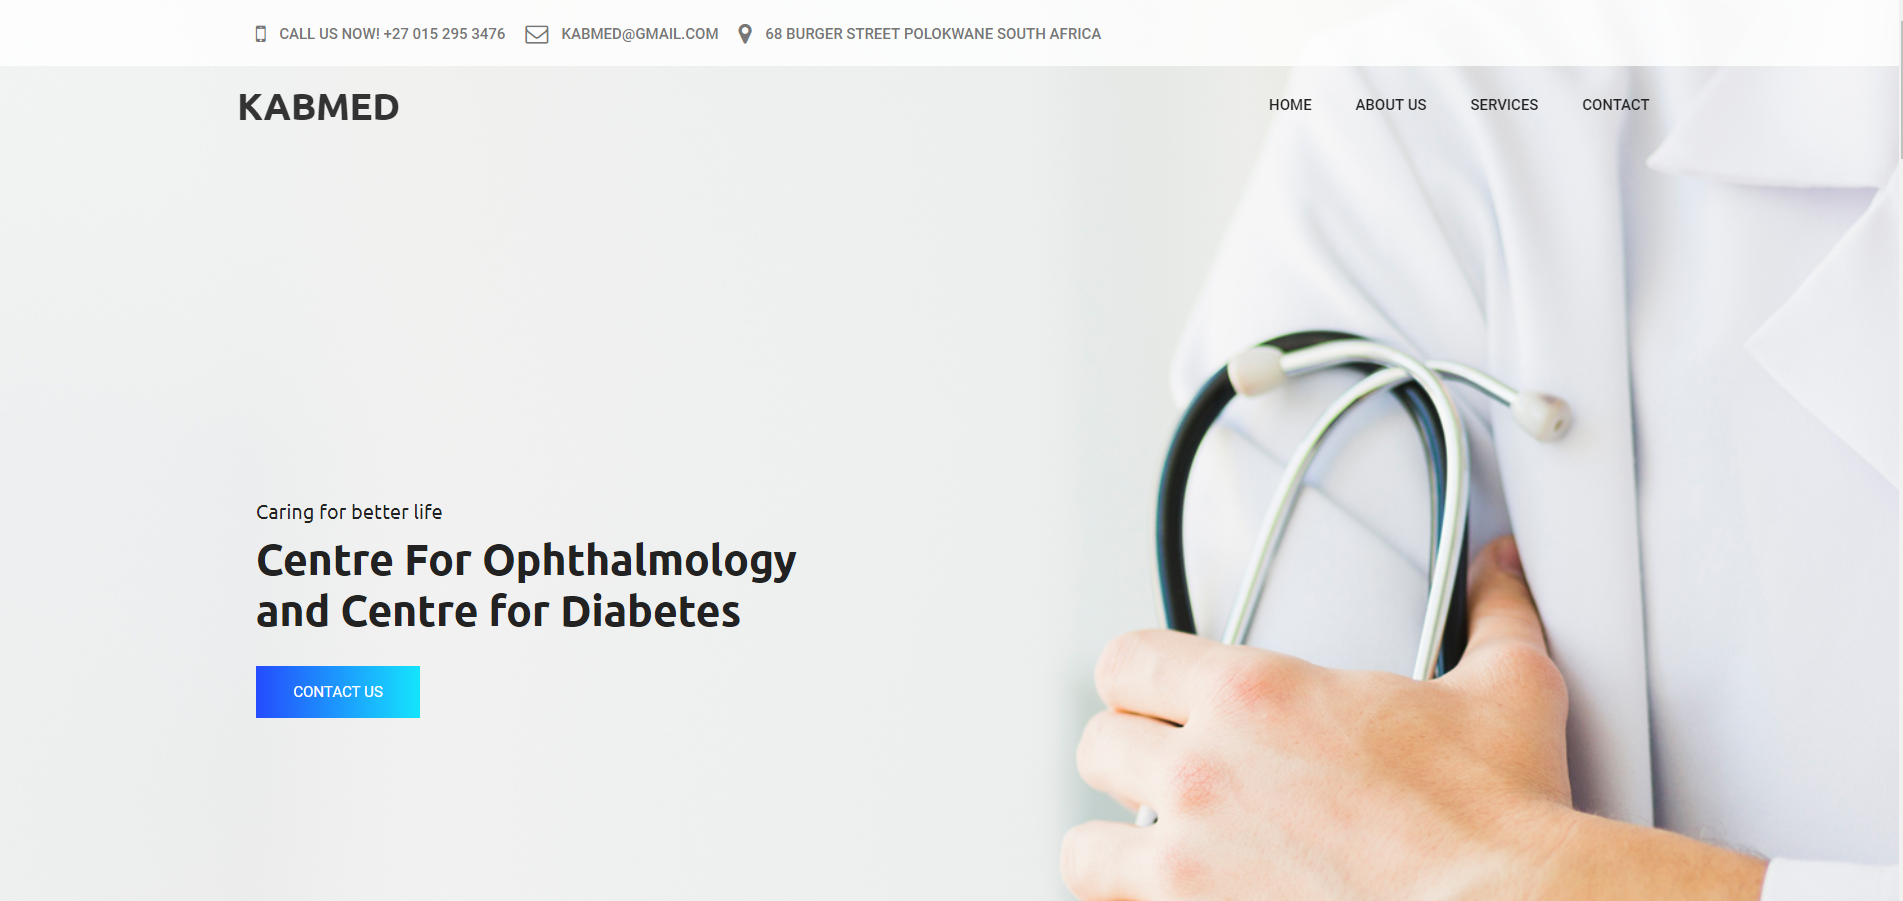 CALL US NOW! +27 015 295 3476 KABMED@GMAIL.COM 68 BURGER STREET POLOKWANE SOUTH AFRICA
KABMED HOME ABOUT US SERVICES CONTACT
Caring for better life
Centre For Ophthalmology
and Centre for Diabetes
CONTACT US